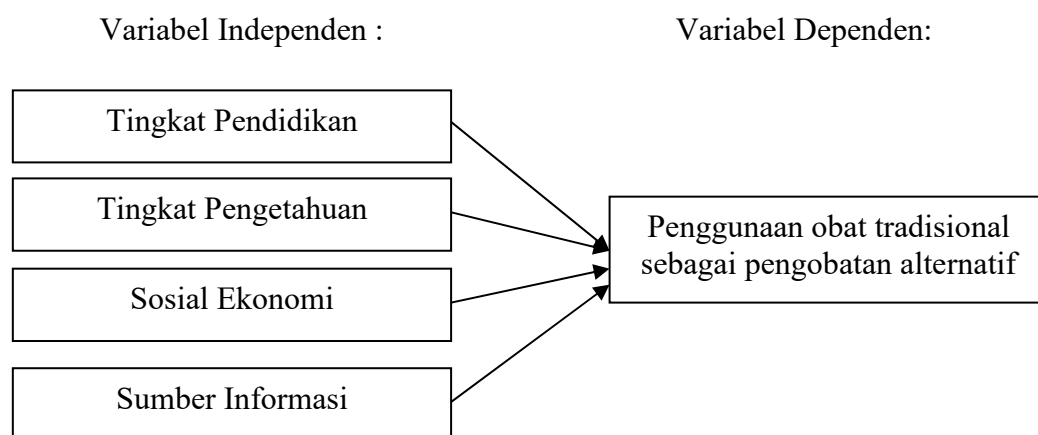 Variabel Independen :
Variabel Dependen:
Tingkat Pendidikan
Tingkat Pengetahuan
Sosial Ekonomi
Sumber Informasi
Penggunaan obat tradisional
sebagai pengobatan alternatif